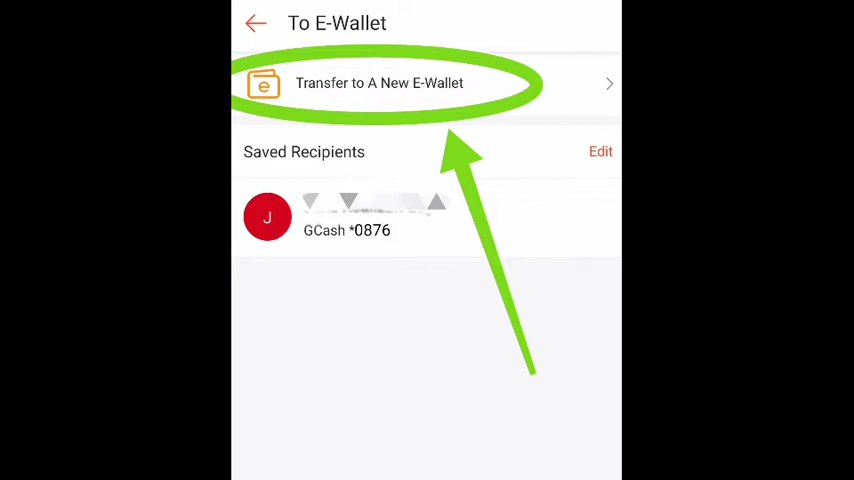 To E-Wallet
e
Transfer to A New E-Wallet
Saved Recipients
Edit
J
GCash *0876